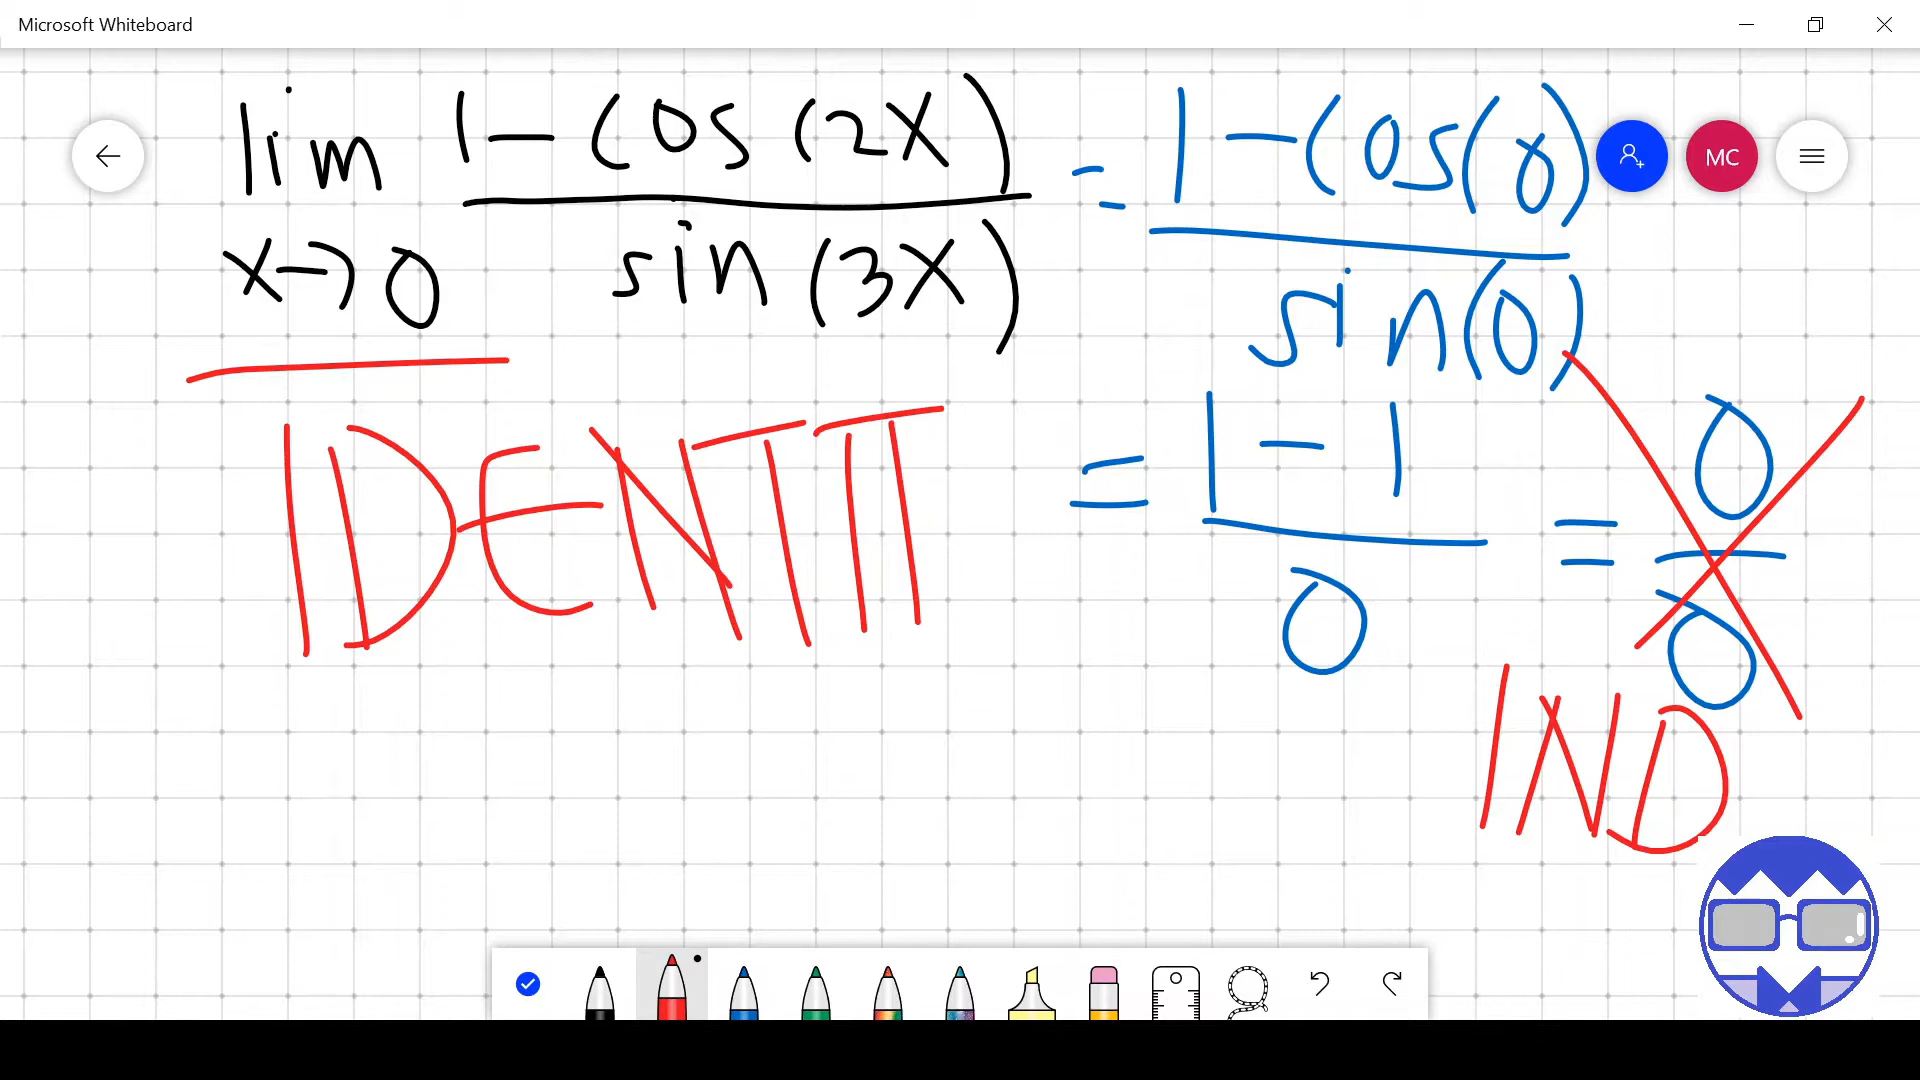 Microsoft Whiteboard
lim 1-cos(2x) = 1-cos(0)
x→0 sin(3x) sin(0)
MC
= 1-1 = 0
0 0
IDENTIT
IND